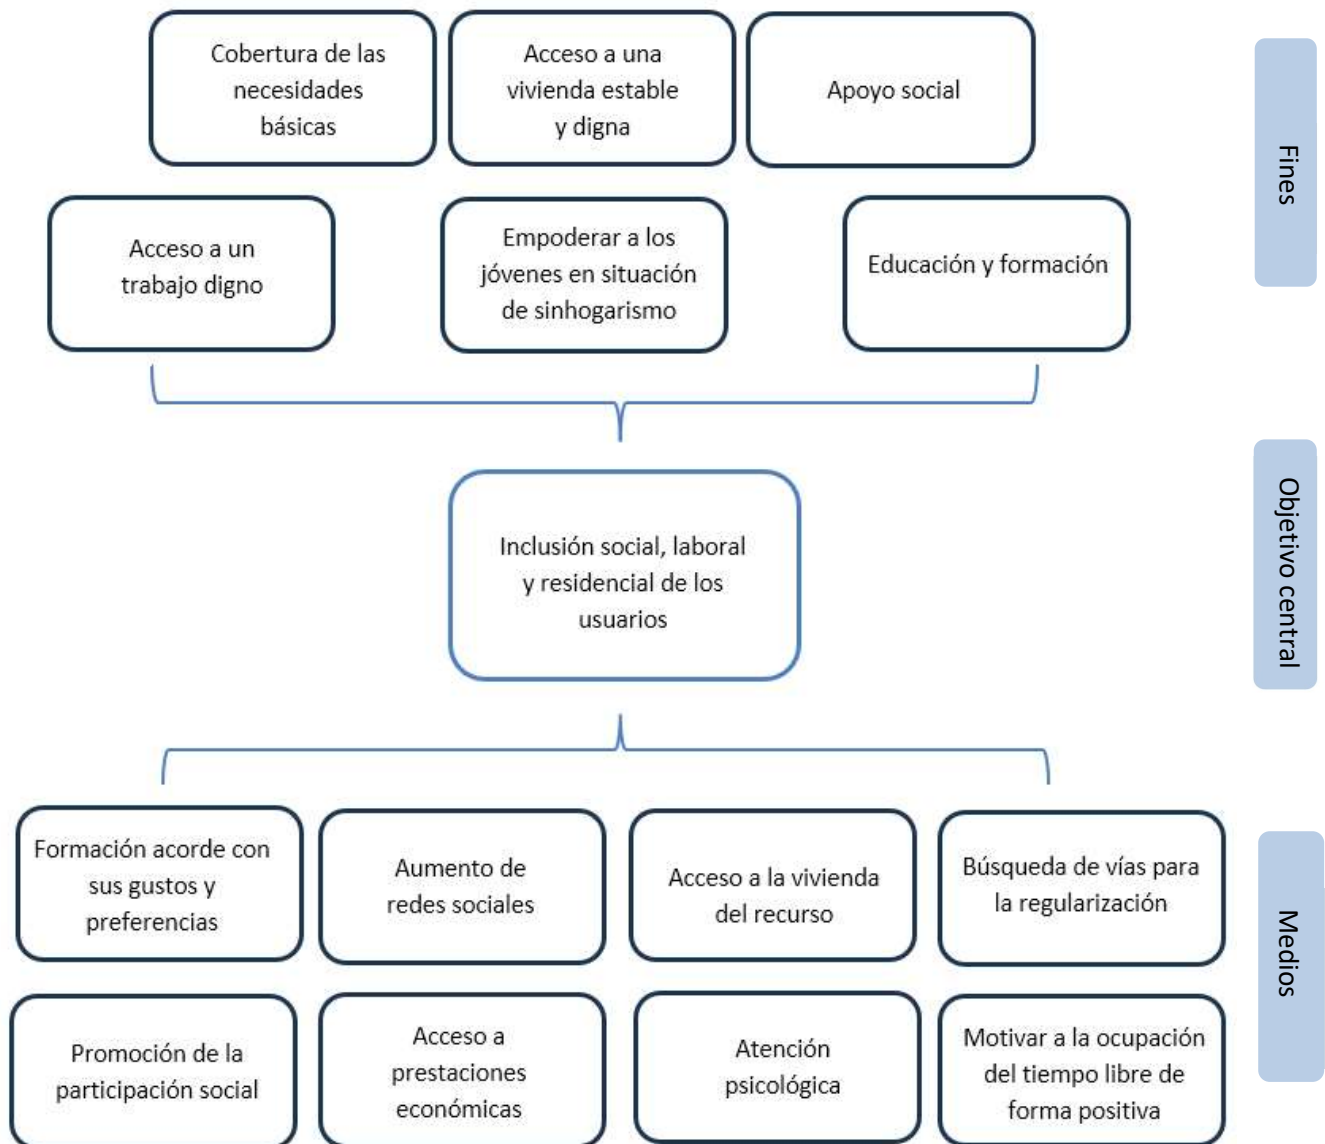 Cobertura de las
necesidades
básicas
Acceso a una
vivienda estable
y digna
Apoyo social
Fines
Acceso a un
trabajo digno
Empoderar a los
jóvenes en situación
de sinhogarismo
Educación y formación
Inclusión social, laboral
y residencial de los
usuarios
Objetivo central
Formación acorde con
sus gustos y
preferencias
Aumento de
redes sociales
Acceso a la vivienda
del recurso
Búsqueda de vías para
la regularización
Medios
Promoción de la
participación social
Acceso a
prestaciones
económicas
Atención
psicológica
Motivar a la ocupación
del tiempo libre de
forma positiva